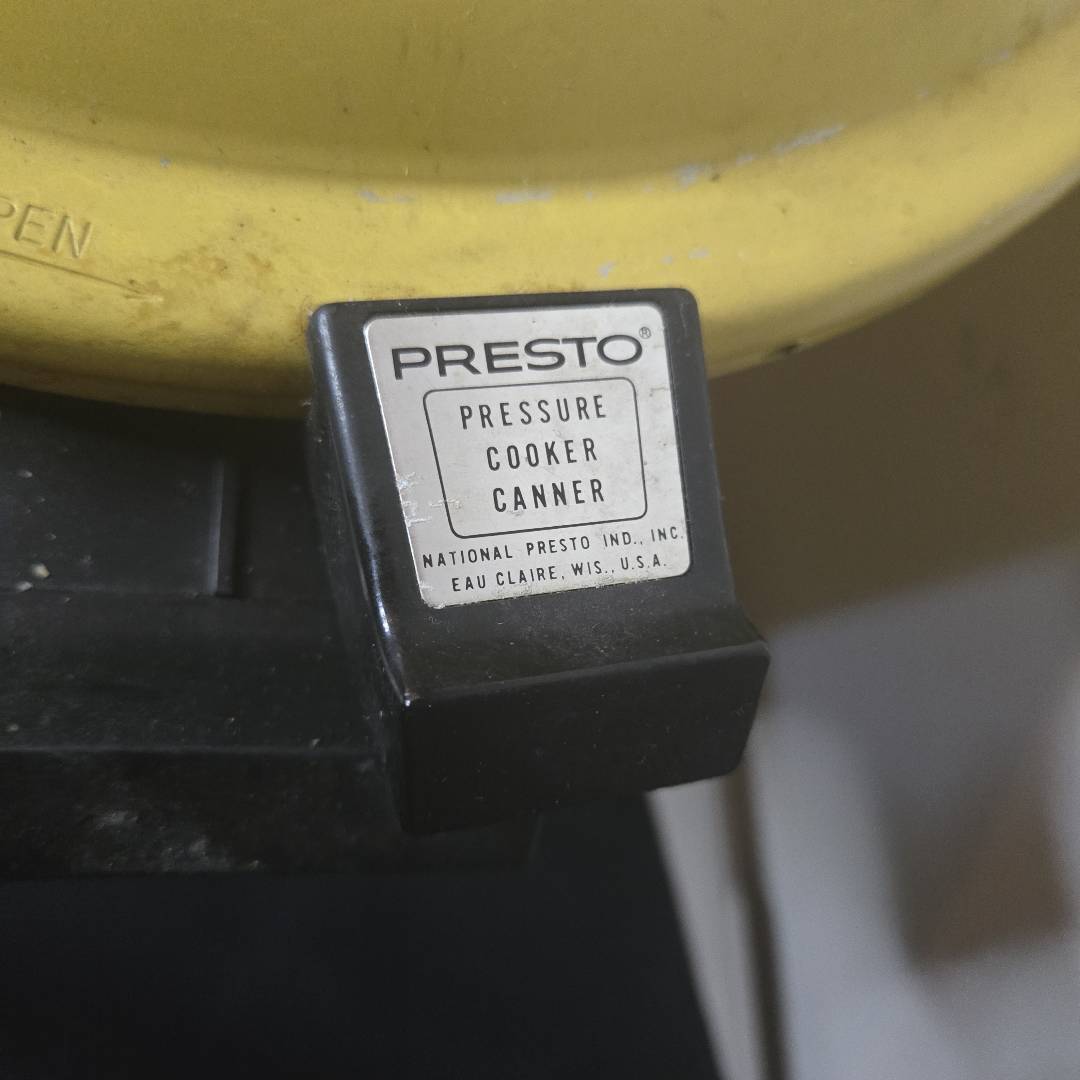 PEN
PRESTO®
PRESSURE
COOKER
CANNER
NATIONAL PRESTO IND., INC.
EAU CLAIRE, WIS., U.S.A.